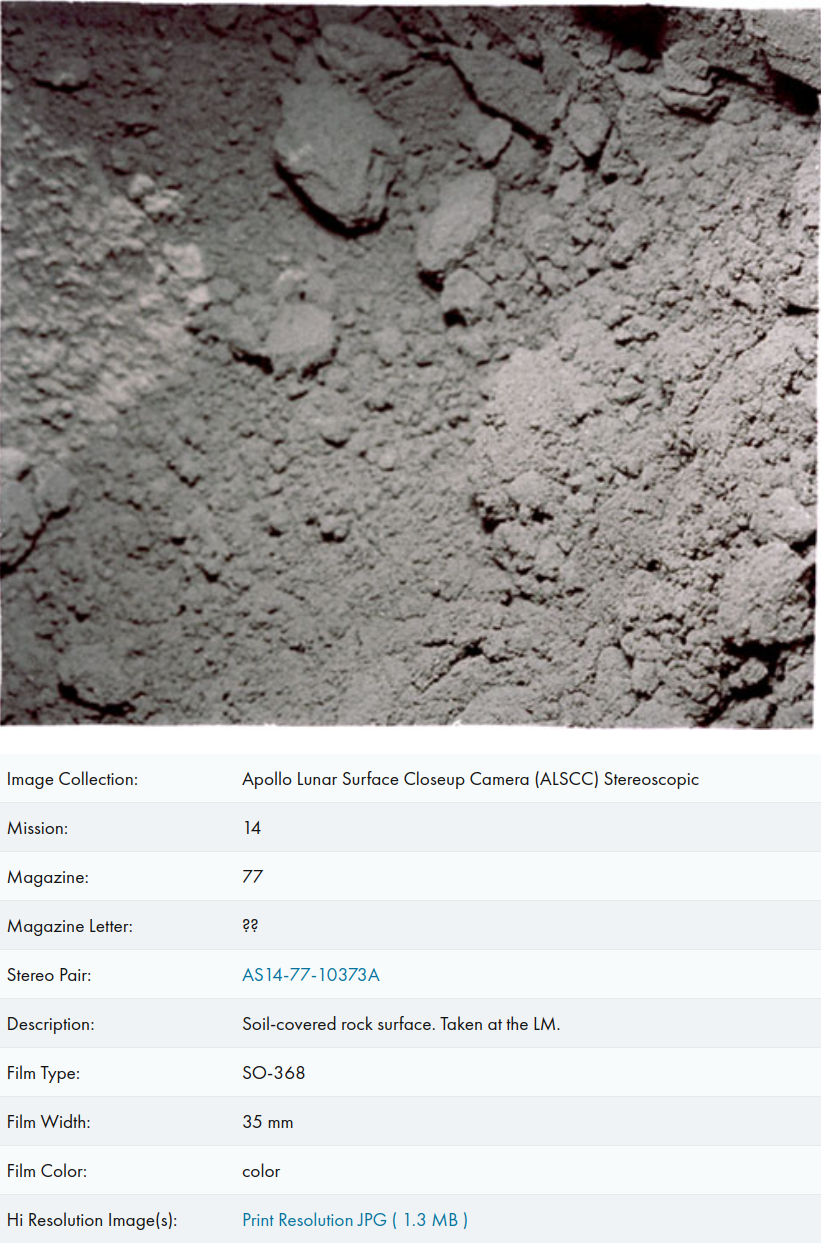 Image Collection: Apollo Lunar Surface Closeup Camera (ALSCC) Stereoscopic
Mission: 14
Magazine: 77
Magazine Letter: ??
Stereo Pair: AS14-77-10373A
Description: Soil-covered rock surface. Taken at the LM.
Film Type: SO-368
Film Width: 35 mm
Film Color: color
Hi Resolution Image(s): Print Resolution JPG ( 1.3 MB )